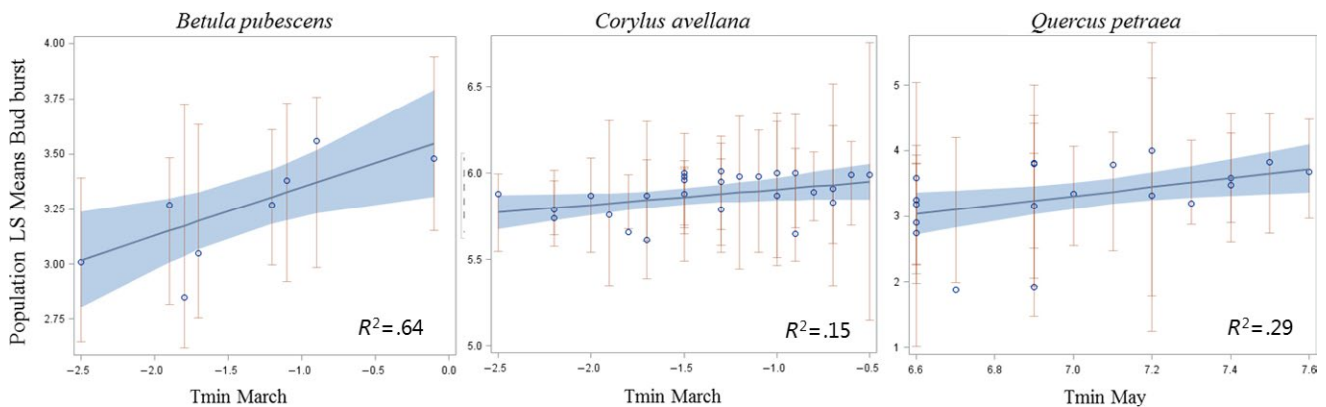 Betula pubescens
Corylus avellana
Quercus petraea
Population LS Means Bud burst
4.00
3.75
3.50
3.25
3.00
2.75
R²=.64
−2.5 −2.0 −1.5 −1.0 −0.5 0.0
Tmin March
6.5
6.0
5.5
5.0
R²=.15
−2.5 −2.0 −1.5 −1.0 −0.5
Tmin March
5
4
3
2
1
R²=.29
6.6 6.8 7.0 7.2 7.4 7.6
Tmin May